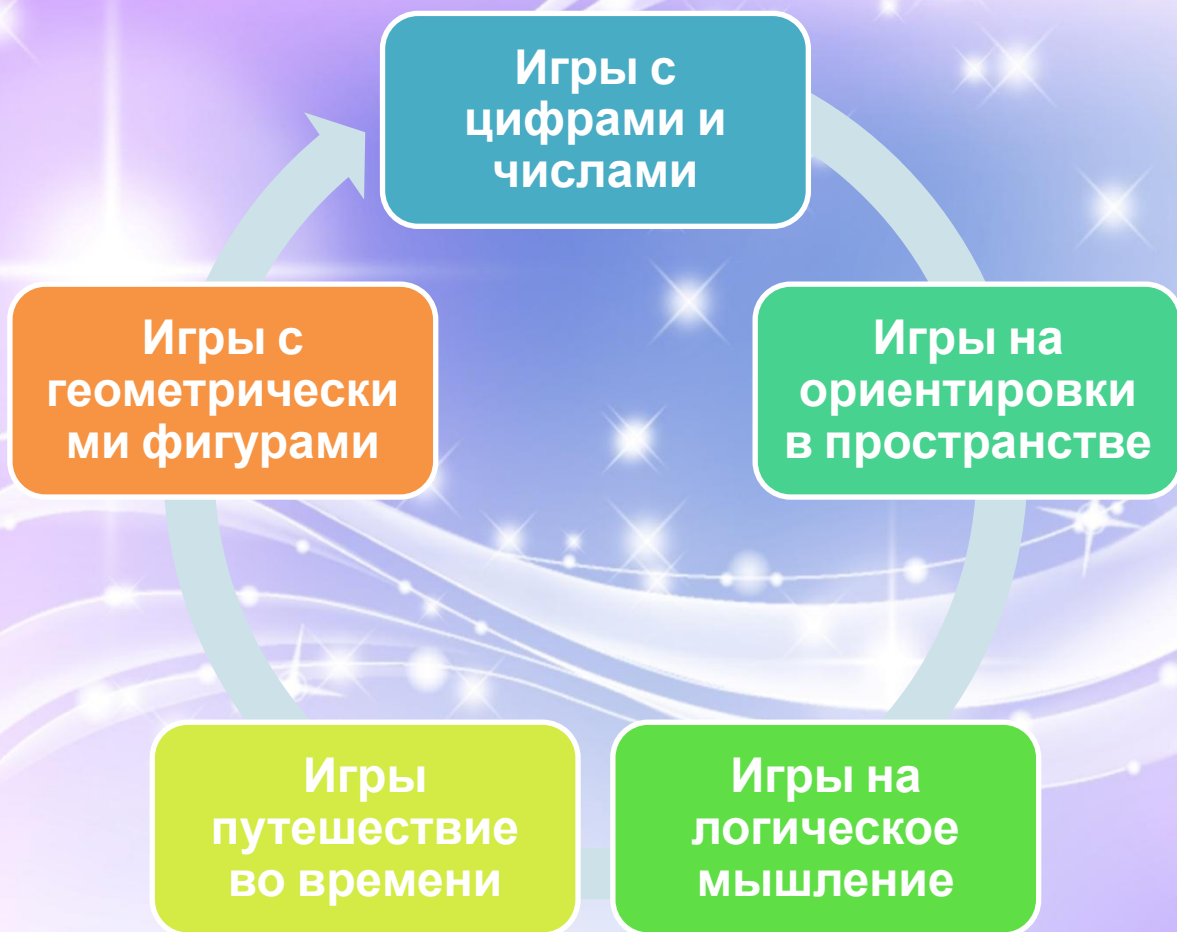 Игры с
цифрами и
числами
Игры на
ориентировки
в пространстве
Игры на
логическое
мышление
Игры
путешествие
во времени
Игры с
геометрически
ми фигурами